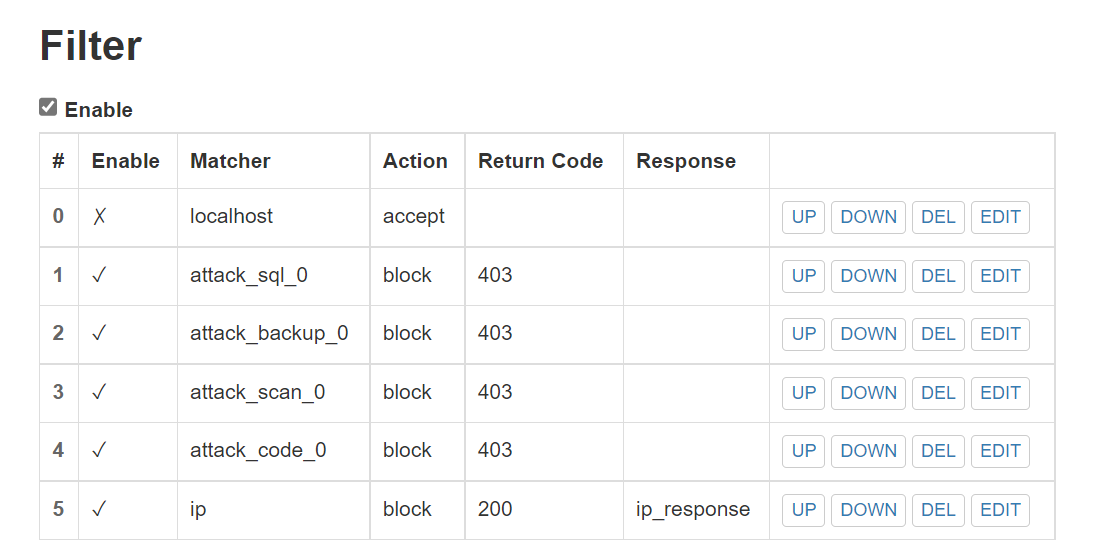 Filter
Enable
# Enable Matcher Action Return Code Response
0 ✗ localhost accept UP DOWN DEL EDIT
1 ✓ attack_sql_0 block 403 UP DOWN DEL EDIT
2 ✓ attack_backup_0 block 403 UP DOWN DEL EDIT
3 ✓ attack_scan_0 block 403 UP DOWN DEL EDIT
4 ✓ attack_code_0 block 403 UP DOWN DEL EDIT
5 ✓ ip block 200 ip_response UP DOWN DEL EDIT